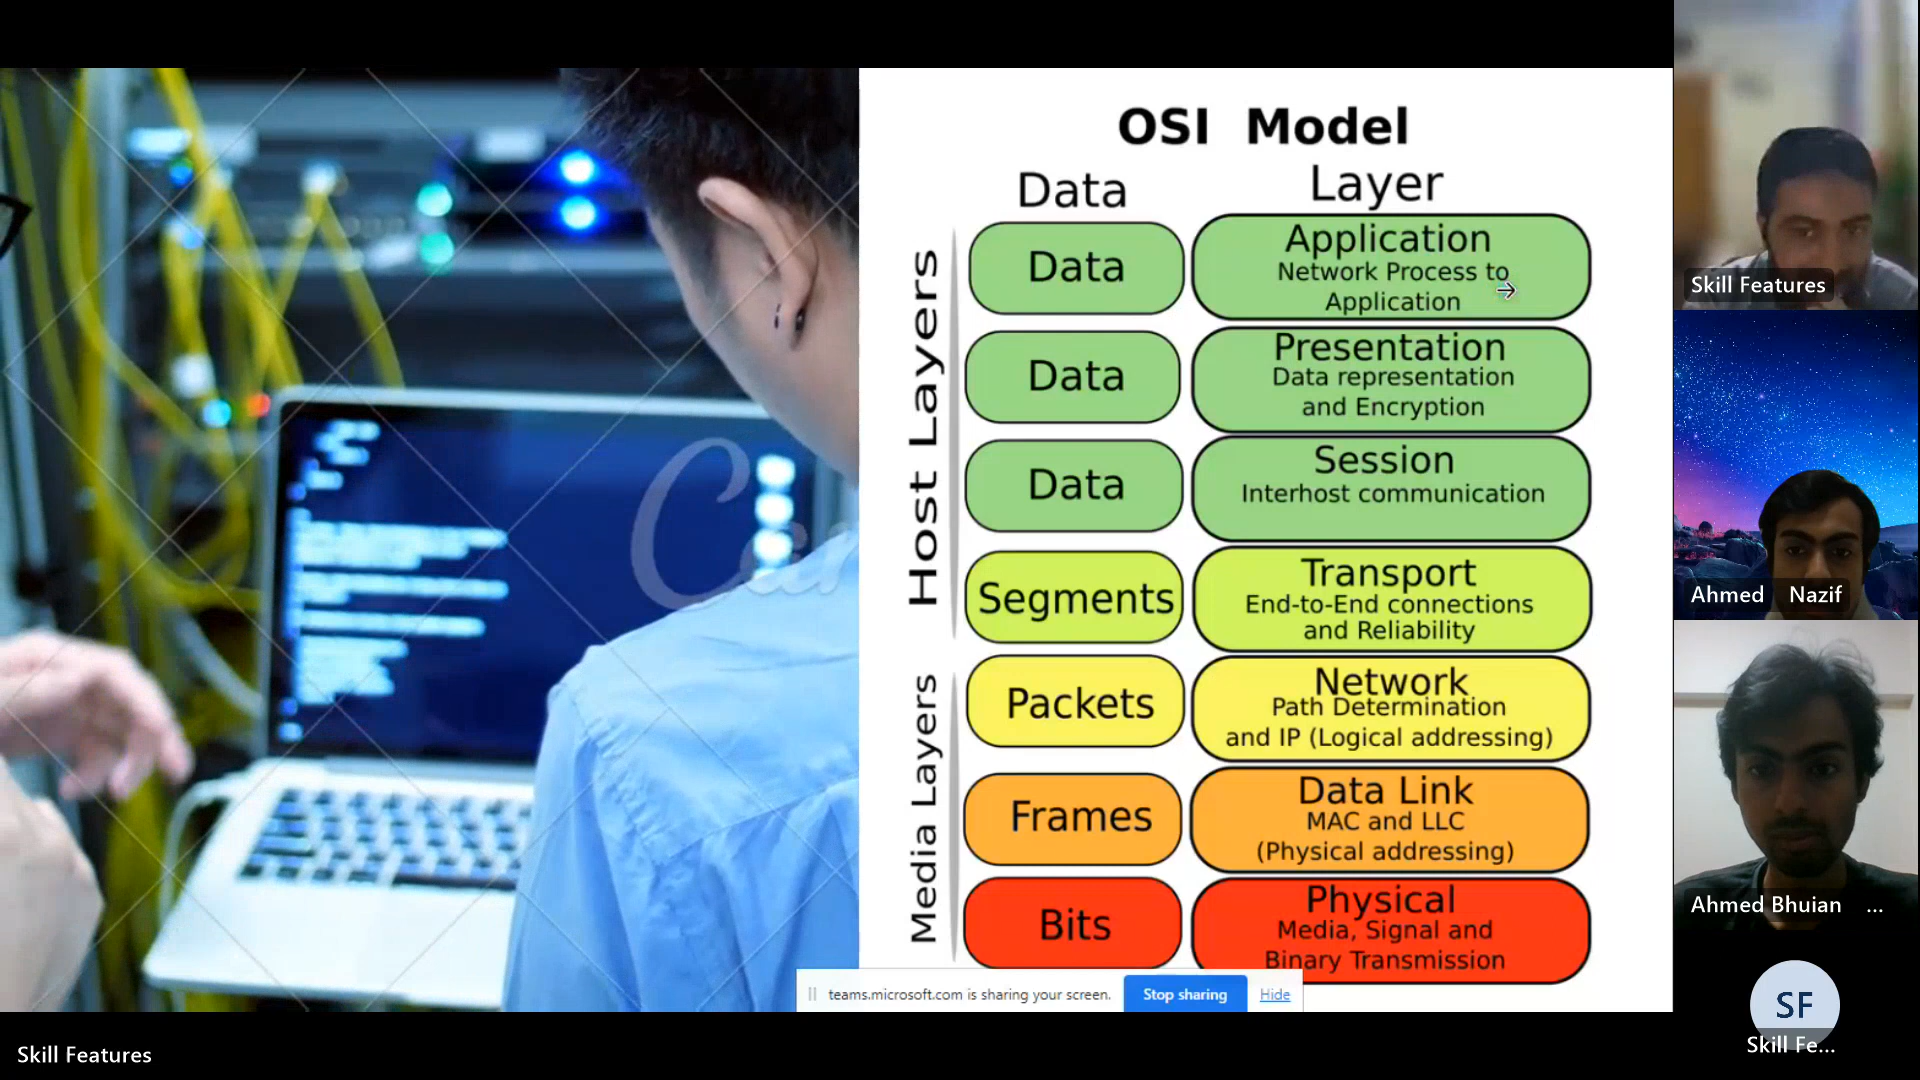 OSI Model
Data
Layer
Host Layers
Data
Application
Network Process to
Application
Data
Presentation
Data representation
and Encryption
Data
Session
Interhost communication
Segments
Transport
End-to-End connections
and Reliability
Media Layers
Packets
Network
Path Determination
and IP (Logical addressing)
Frames
Data Link
MAC and LLC
(Physical addressing)
Bits
Physical
Media, Signal and
Binary Transmission
teams.microsoft.com is sharing your screen.
Stop sharing
Hide
Skill Features
Skill Features
Ahmed Nazif
Ahmed Bhuian ...
SF
Skill Fe...